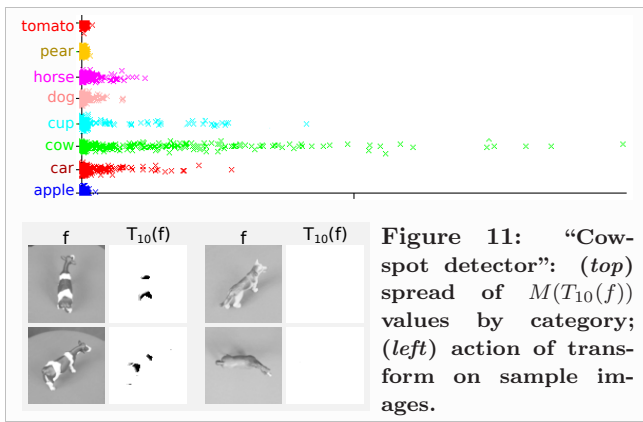 tomato
pear
horse
dog
cup
cow
car
apple
f T₁₀(f) f T₁₀(f)
Figure 11: “Cow-
spot detector”: (top)
spread of M(T₁₀(f))
values by category;
(left) action of trans-
form on sample im-
ages.